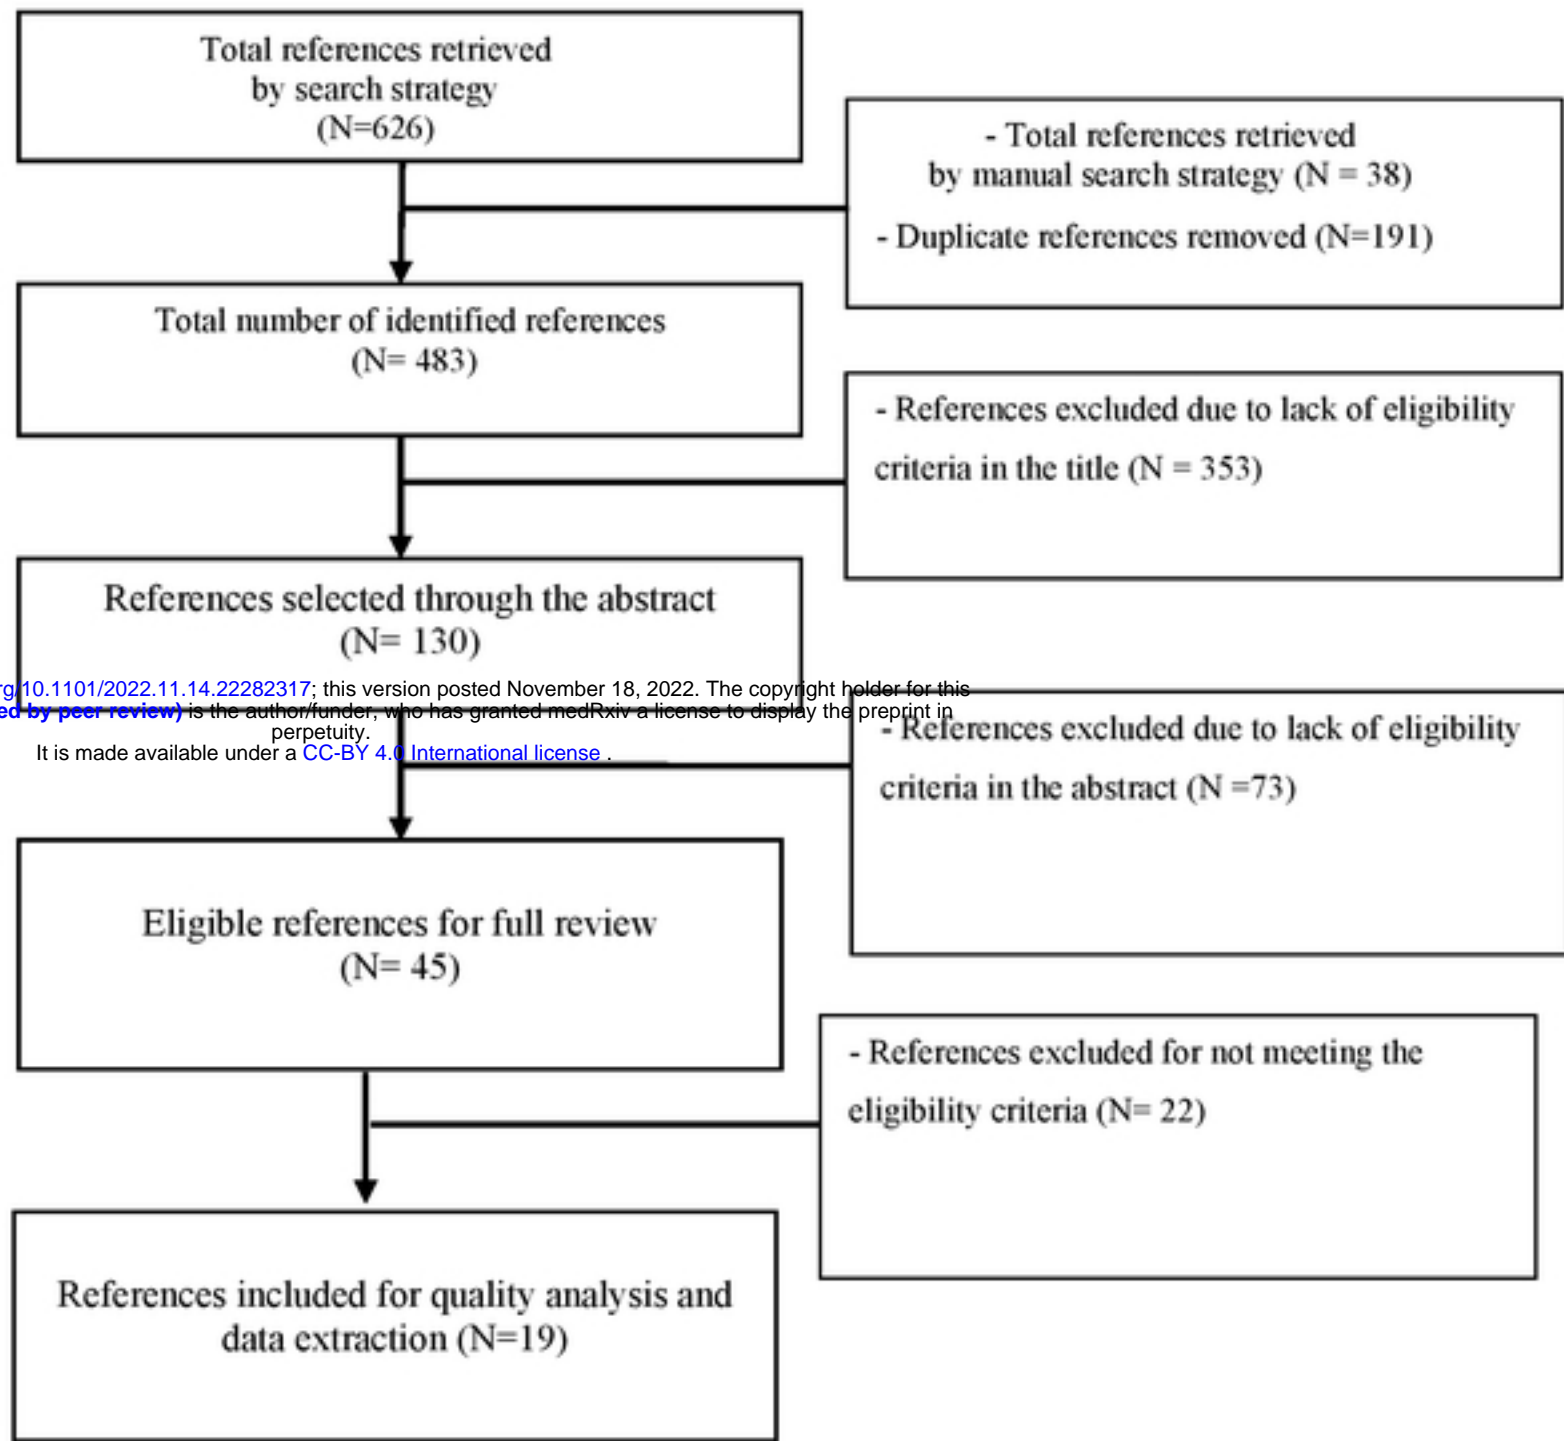 Total references retrieved
by search strategy
(N=626)
- Total references retrieved
by manual search strategy (N = 38)
- Duplicate references removed (N=191)
Total number of identified references
(N= 483)
- References excluded due to lack of eligibility
criteria in the title (N = 353)
References selected through the abstract
(N= 130)
rg/10.1101/2022.11.14.22282317; this version posted November 18, 2022. The copyright holder for this
ed by peer review) is the author/funder, who has granted medRxiv a license to display the preprint in
perpetuity.
It is made available under a CC-BY 4.0 International license .
- References excluded due to lack of eligibility
criteria in the abstract (N =73)
Eligible references for full review
(N= 45)
- References excluded for not meeting the
eligibility criteria (N= 22)
References included for quality analysis and
data extraction (N=19)